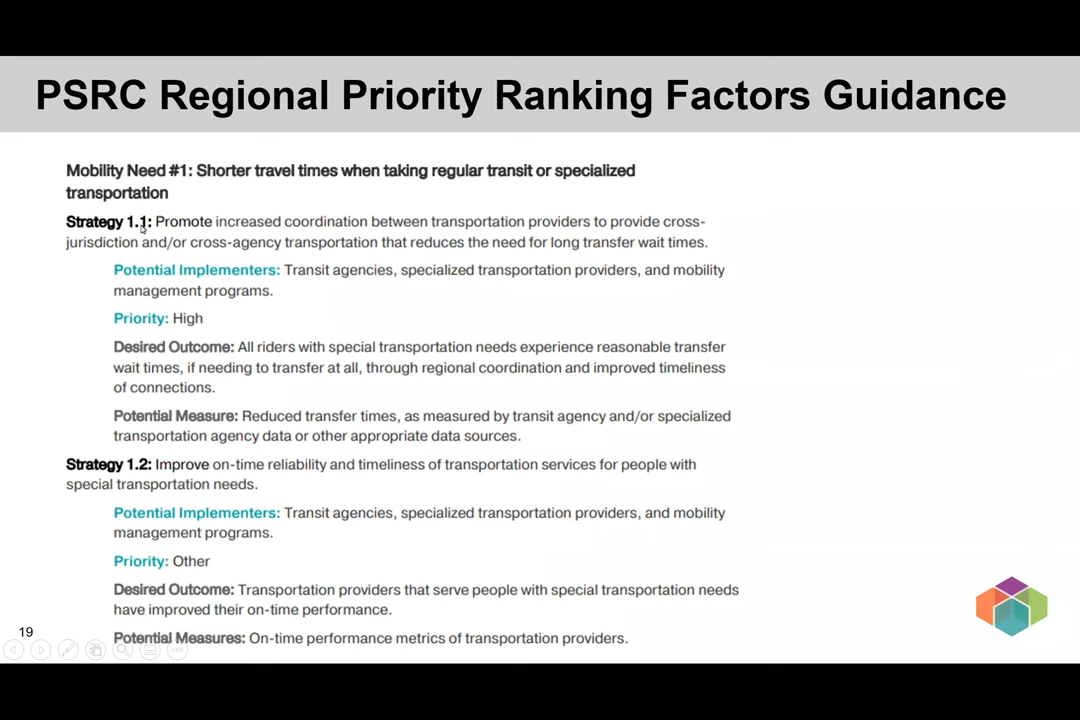 PSRC Regional Priority Ranking Factors Guidance
Mobility Need #1: Shorter travel times when taking regular transit or specialized
transportation
Strategy 1.1: Promote increased coordination between transportation providers to provide cross-
jurisdiction and/or cross-agency transportation that reduces the need for long transfer wait times.
Potential Implementers: Transit agencies, specialized transportation providers, and mobility
management programs.
Priority: High
Desired Outcome: All riders with special transportation needs experience reasonable transfer
wait times, if needing to transfer at all, through regional coordination and improved timeliness
of connections.
Potential Measure: Reduced transfer times, as measured by transit agency and/or specialized
transportation agency data or other appropriate data sources.
Strategy 1.2: Improve on-time reliability and timeliness of transportation services for people with
special transportation needs.
Potential Implementers: Transit agencies, specialized transportation providers, and mobility
management programs.
Priority: Other
Desired Outcome: Transportation providers that serve people with special transportation needs
have improved their on-time performance.
Potential Measures: On-time performance metrics of transportation providers.
19